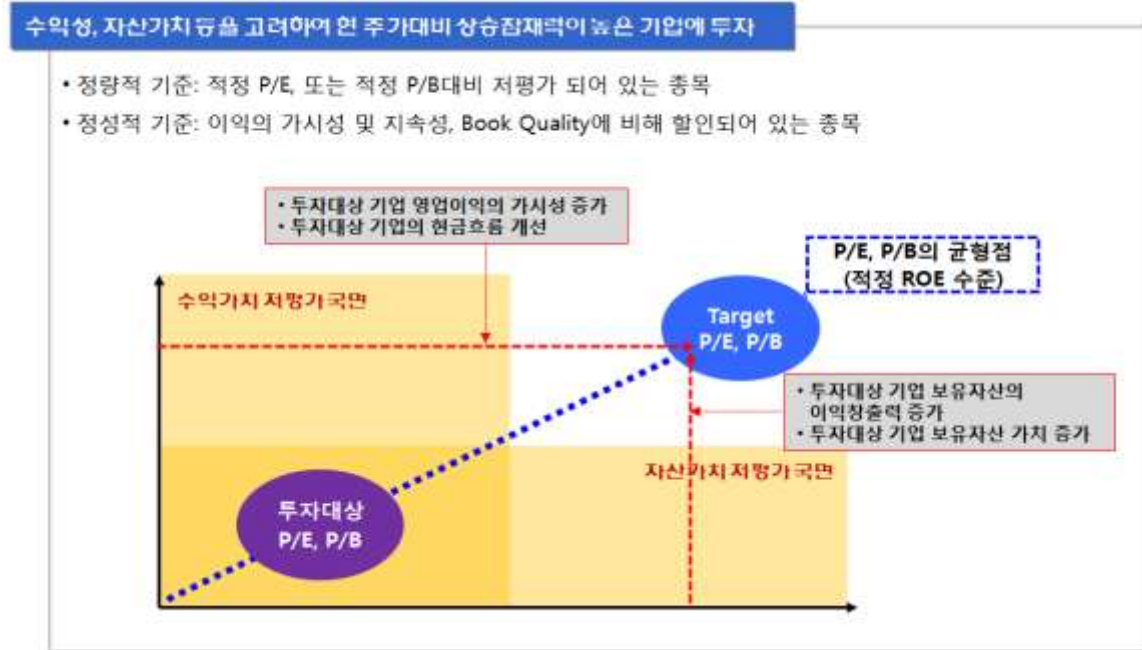 수익성, 자산가치 등을 고려하여 현 주가대비 상승잠재력이 높은 기업에 투자
• 정량적 기준: 적정 P/E, 또는 적정 P/B대비 저평가 되어 있는 종목
• 정성적 기준: 이익의 가시성 및 지속성, Book Quality에 비해 할인되어 있는 종목
• 투자대상 기업 영업이익의 가시성 증가
• 투자대상 기업의 현금흐름 개선
P/E, P/B의 균형점
(적정 ROE 수준)
수익가치 저평가 국면
Target
P/E, P/B
• 투자대상 기업 보유자산의
이익창출력 증가
• 투자대상 기업 보유자산 가치 증가
자산가치 저평가 국면
투자대상
P/E, P/B